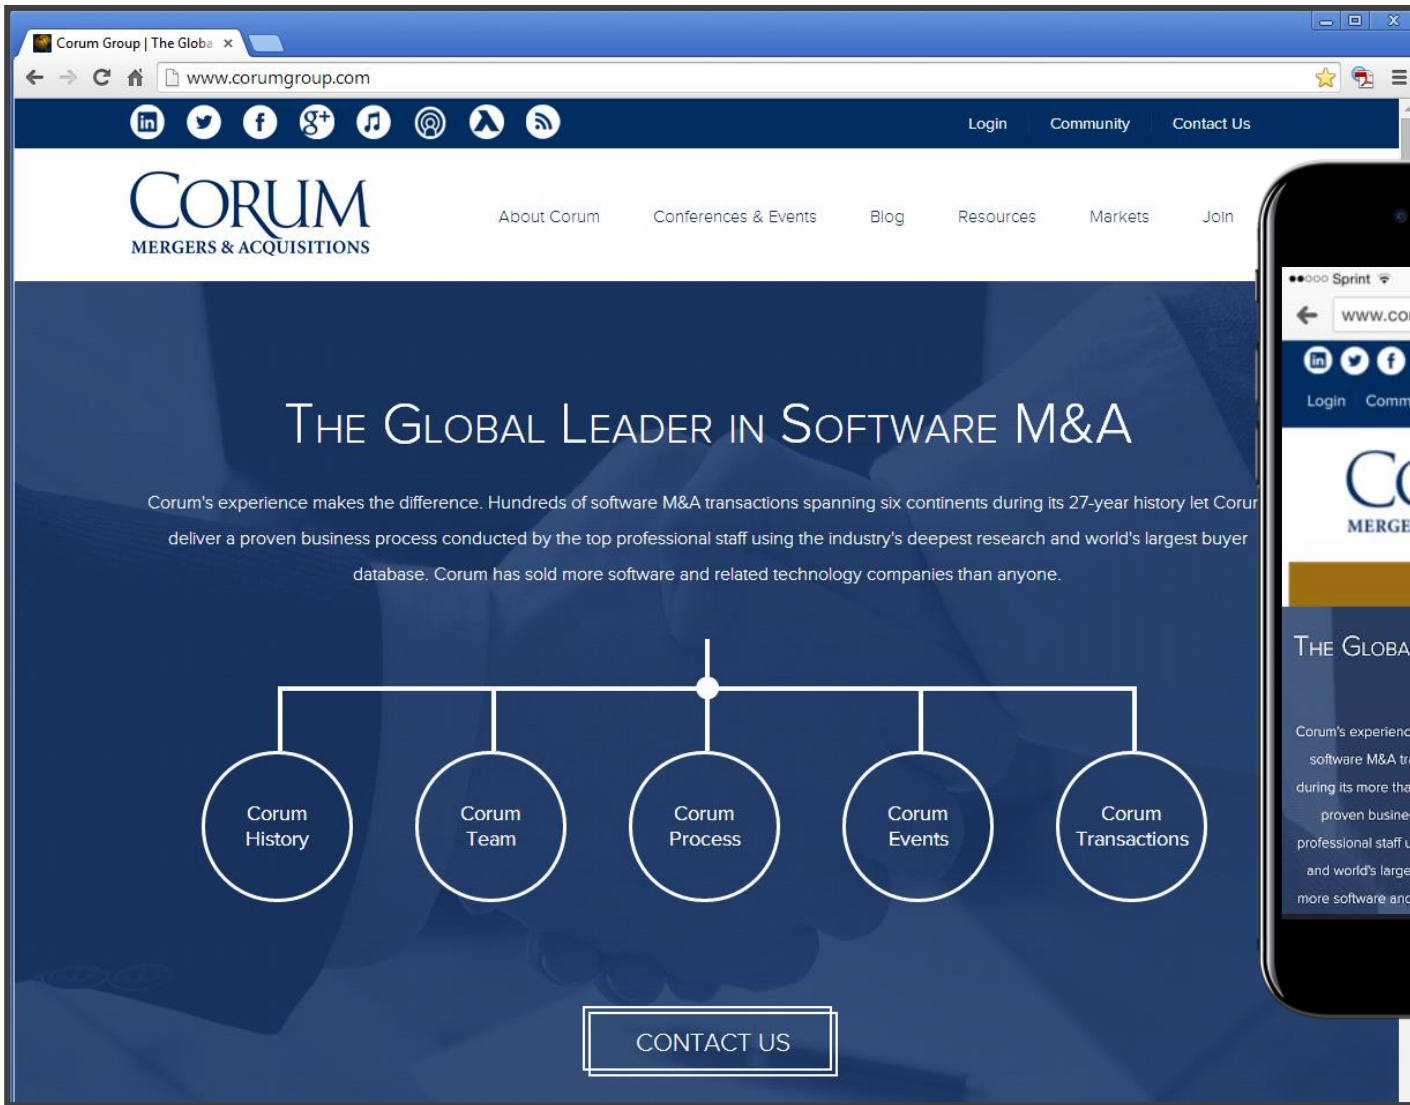 Corum Group | The Globa
www.corumgroup.com
Login Community Contact Us
CORUM
MERGERS & ACQUISITIONS
About Corum Conferences & Events Blog Resources Markets Join
THE GLOBAL LEADER IN SOFTWARE M&A
Corum's experience makes the difference. Hundreds of software M&A transactions spanning six continents during its 27-year history let Corum
deliver a proven business process conducted by the top professional staff using the industry's deepest research and world's largest buyer
database. Corum has sold more software and related technology companies than anyone.
Corum
History
Corum
Team
Corum
Process
Corum
Events
Corum
Transactions
CONTACT US
Sprint
www.co
Login Comm
CO
MERGE
THE GLOBA
Corum's experienc
software M&A tr
during its more tha
proven busine
professional staff u
and world's large
more software and